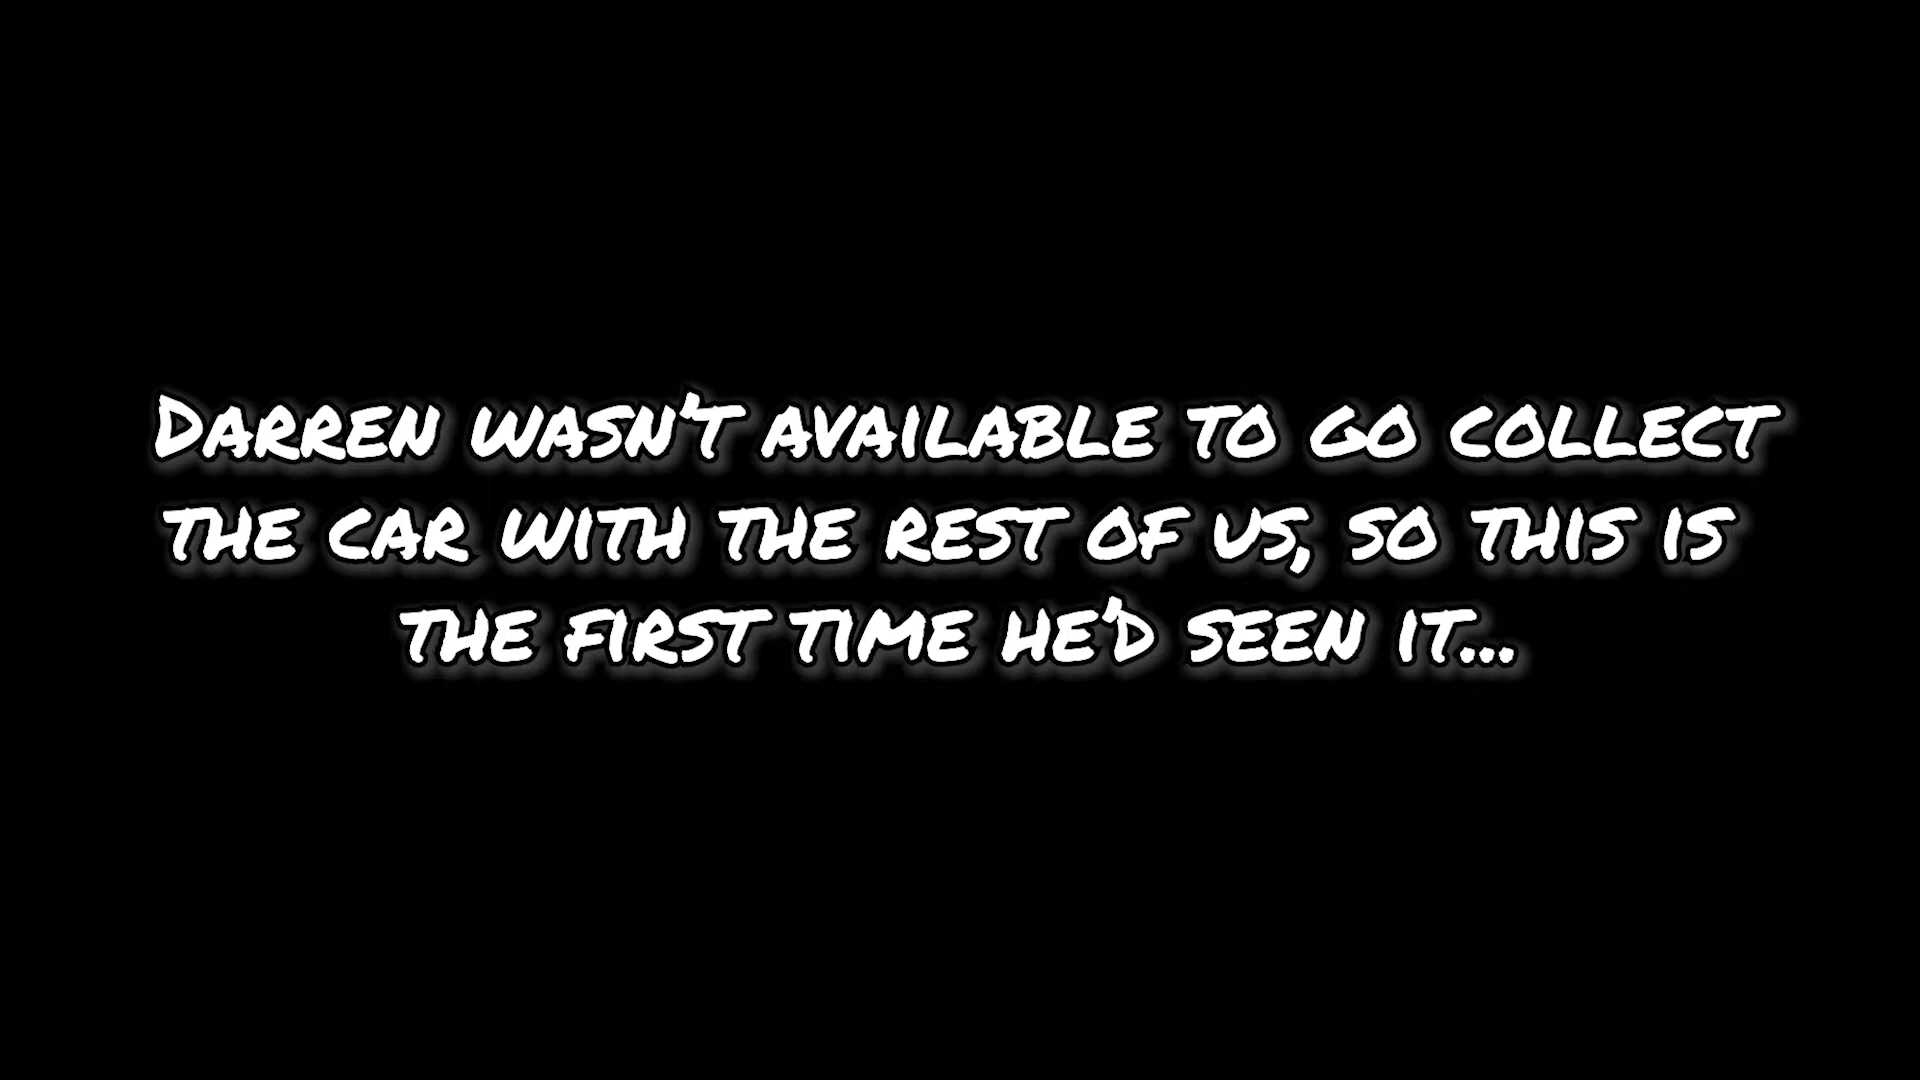 Darren wasn't available to go collect
the car with the rest of us, so this is
the first time he'd seen it...